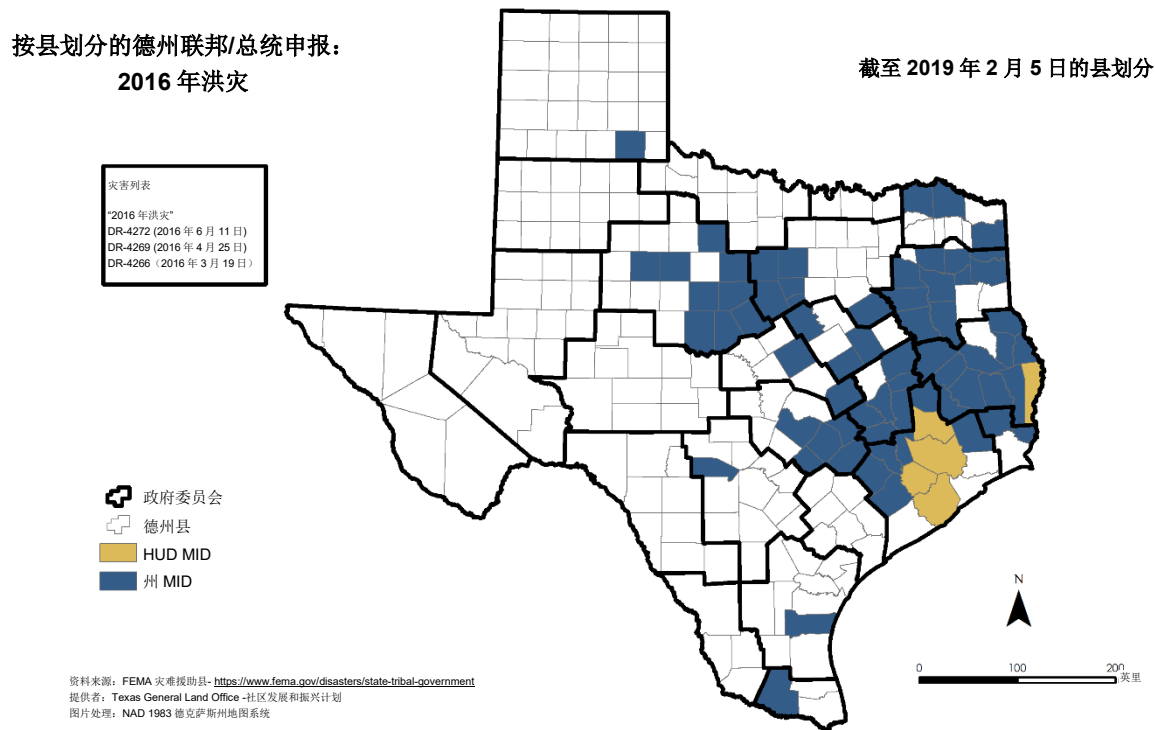 按县划分的德州联邦/总统申报：
2016 年洪灾
截至 2019 年 2 月 5 日的县划分
灾害列表
“2016 年洪灾”
DR-4272 (2016 年 6 月 11 日)
DR-4269 (2016 年 4 月 25 日)
DR-4266（2016 年 3 月 19 日）
政府委员会
德州县
HUD MID
州 MID
N
0 100 200
英里
资料来源：FEMA 灾难援助县- https://www.fema.gov/disasters/state-tribal-government
提供者：Texas General Land Office -社区发展和振兴计划
图片处理：NAD 1983 德克萨斯州地图系统